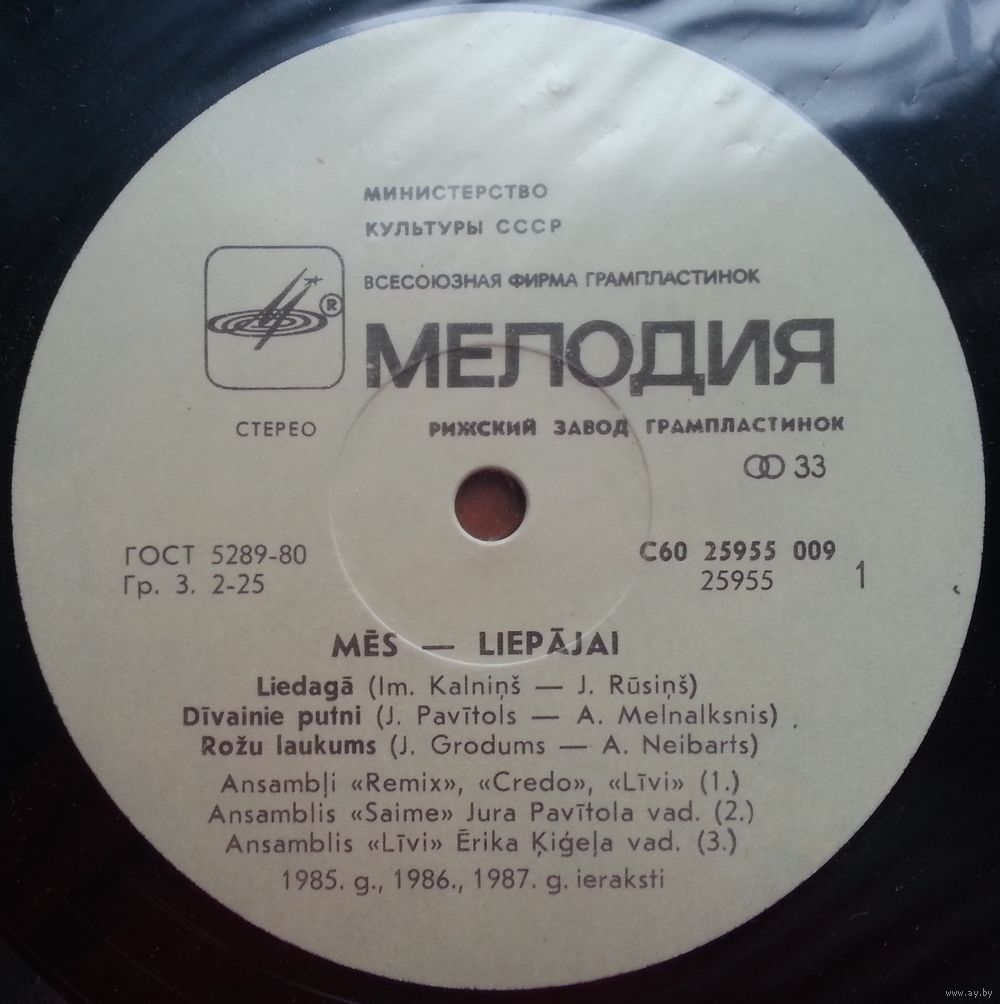 МИНИСТЕРСТВО
КУЛЬТУРЫ СССР
ВСЕСОЮЗНАЯ ФИРМА ГРАМПЛАСТИНОК
®
МЕЛОДИЯ
СТЕРЕО
РИЖСКИЙ ЗАВОД ГРАМПЛАСТИНОК
33
ГОСТ 5289-80
Гр. 3. 2-25
С60 25955 009
25955
1
MĒS — LIEPĀJAI
Liedagā (Im. Kalniņš — J. Rūsiņš)
Dīvainie putni (J. Pavītols — A. Melnalksnis)
Rožu laukums (J. Grodums — A. Neibarts)
Ansambļi «Remix», «Credo», «Līvi» (1.)
Ansamblis «Saime» Jura Pavītola vad. (2.)
Ansamblis «Līvi» Ērika Ķiģeļa vad. (3.)
1985. g., 1986., 1987. g. ieraksti
www.ay.by